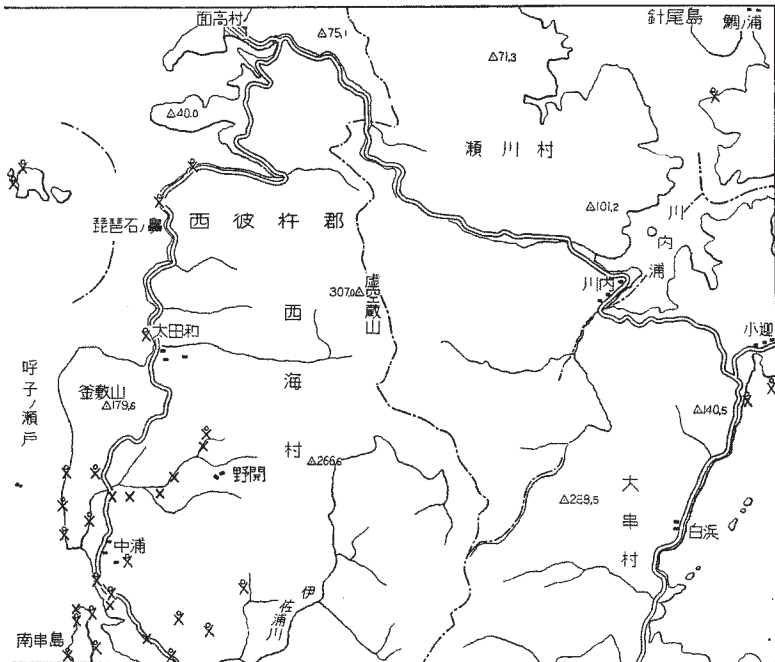 面高村
針尾島
鯛ノ浦
△75.1
△71.3
△40.0
瀬川村
琵琶石ノ鼻
西彼杵郡
△101.2
川内浦
307.0△
虚空蔵山
川内
太田和
小迎
西海村
呼子ノ瀬戸
釜敷山
△179.6
△140.5
△266.6
野開
△269.5
大串村
白浜
中浦
伊佐浦川
南串島